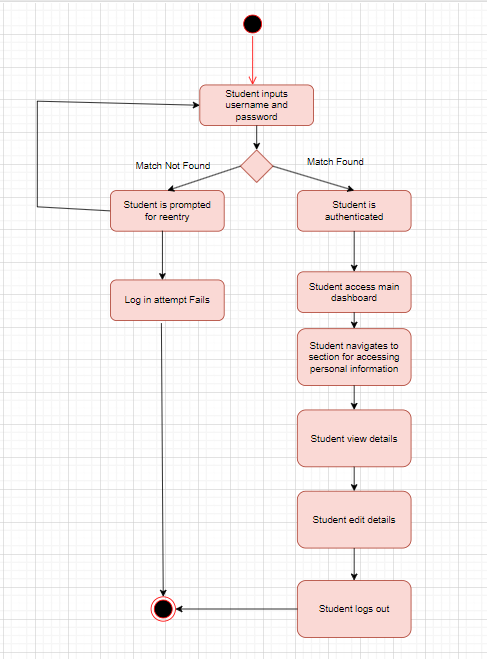 Student inputs
username and
password
Match Not Found
Match Found
Student is prompted
for reentry
Student is
authenticated
Log in attempt Fails
Student access main
dashboard
Student navigates to
section for accessing
personal information
Student view details
Student edit details
Student logs out